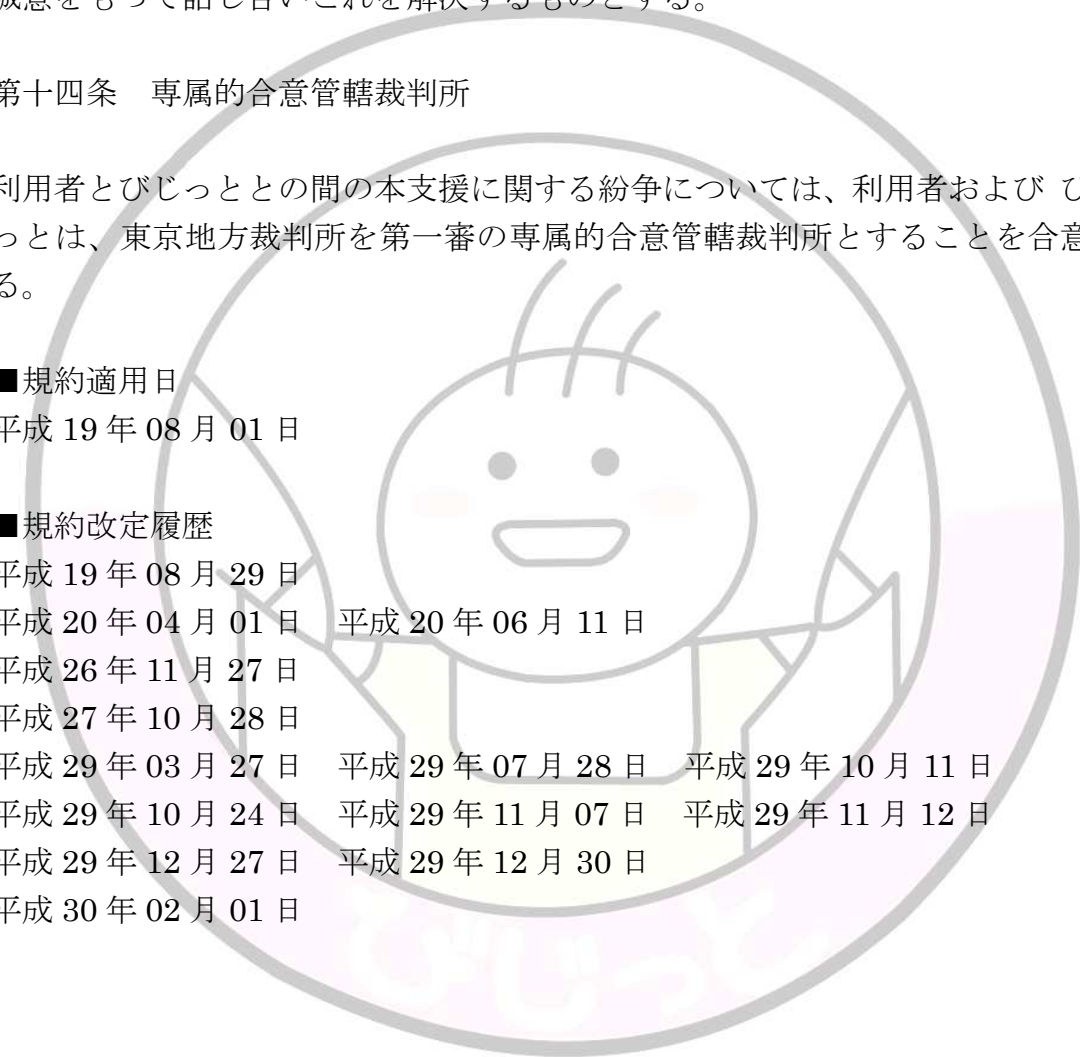 誠意をもって話し合いこれを解決するものとする。
第十四条　専属的合意管轄裁判所
利用者とびじっととの間の本支援に関する紛争については、利用者および び
っとは、東京地方裁判所を第一審の専属的合意管轄裁判所とすることを合意
る。
■規約適用日
平成 19 年 08 月 01 日
■規約改定履歴
平成 19 年 08 月 29 日
平成 20 年 04 月 01 日　平成 20 年 06 月 11 日
平成 26 年 11 月 27 日
平成 27 年 10 月 28 日
平成 29 年 03 月 27 日　平成 29 年 07 月 28 日　平成 29 年 10 月 11 日
平成 29 年 10 月 24 日　平成 29 年 11 月 07 日　平成 29 年 11 月 12 日
平成 29 年 12 月 27 日　平成 29 年 12 月 30 日
平成 30 年 02 月 01 日
びじっと